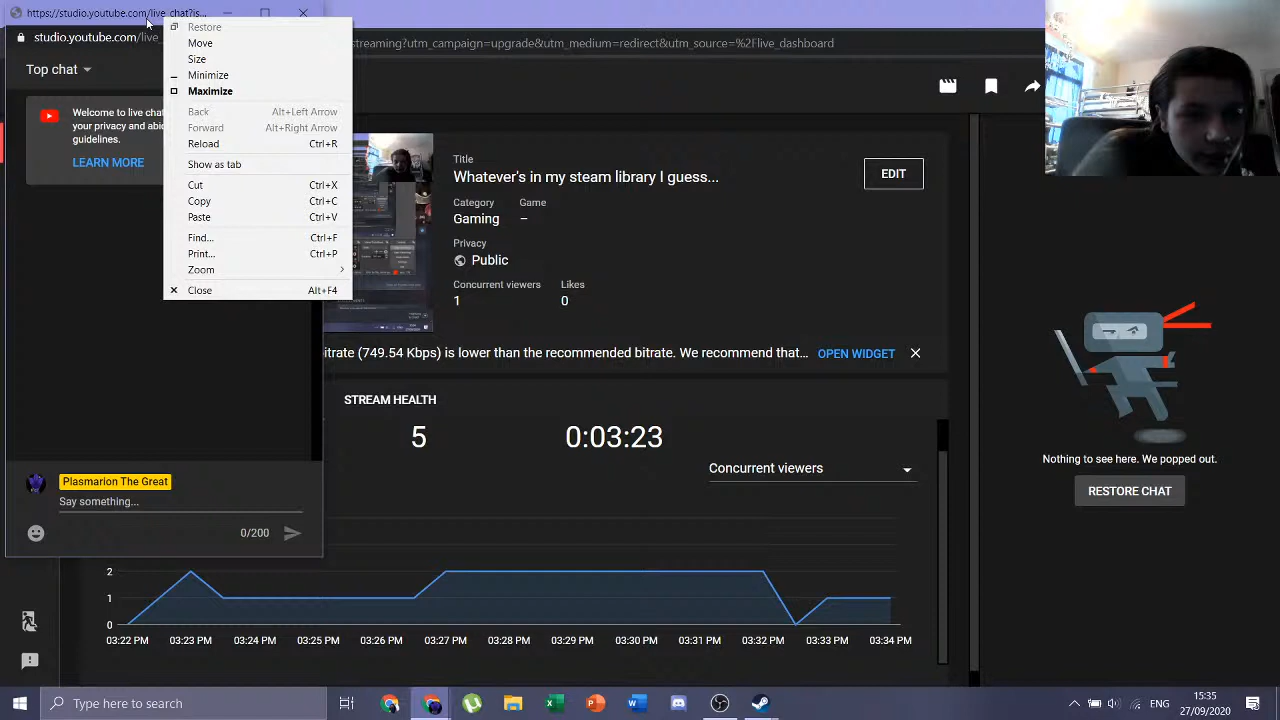 https://studio.youtube.com/live_chat?is...
studio.youtube.com/live_
streaming?utm_campaign=upgrade&utm_medium=redirect&utm_source=%2Flive_dashboard
Restore
Move
Size
Minimize
Maximize
Back Alt+Left Arrow
Forward Alt+Right Arrow
Reload Ctrl+R
Show as tab
Cut Ctrl+X
Copy Ctrl+C
Paste Ctrl+V
Find... Ctrl+F
Print... Ctrl+P
Zoom
Close Alt+F4
Top chat
Welcome to live chat
your privacy and abid
guidelines.
LEARN MORE
Title
Whatever's in my steam library I guess...
EDIT
Category Game
Gaming –
Privacy
Public
Concurrent viewers Likes
1 0
itrate (749.54 Kbps) is lower than the recommended bitrate. We recommend that... OPEN WIDGET
STREAM HEALTH
5 0:03:23
Concurrent viewers
Nothing to see here. We popped out.
RESTORE CHAT
Plasmarion The Great
Say something...
0/200
2
1
0
03:22 PM 03:23 PM 03:24 PM 03:25 PM 03:26 PM 03:27 PM 03:28 PM 03:29 PM 03:30 PM 03:31 PM 03:32 PM 03:33 PM 03:34 PM
Type here to search
ENG
15:35
27/09/2020